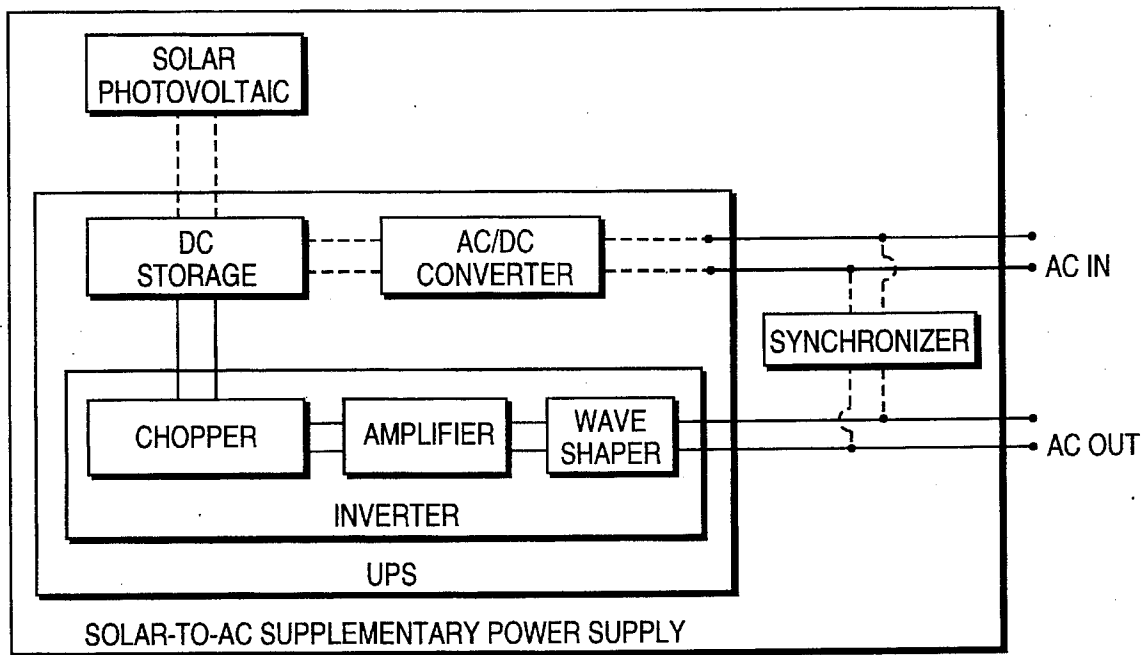 SOLAR
PHOTOVOLTAIC
DC
STORAGE
AC/DC
CONVERTER
AC IN
SYNCHRONIZER
CHOPPER
AMPLIFIER
WAVE
SHAPER
AC OUT
INVERTER
UPS
SOLAR-TO-AC SUPPLEMENTARY POWER SUPPLY